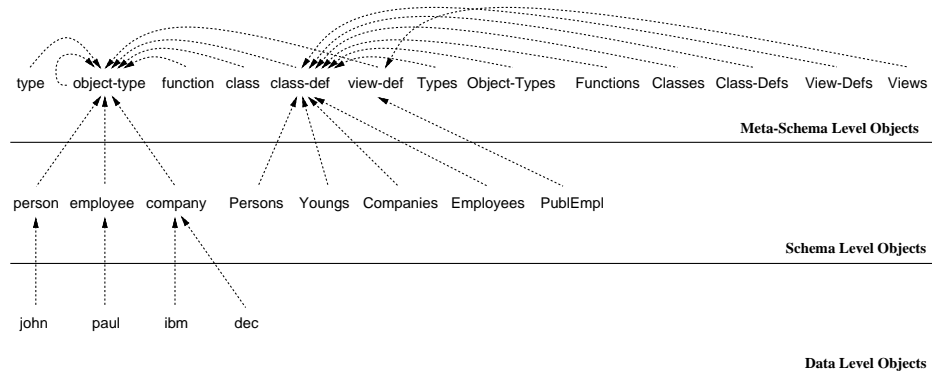 type object-type function class class-def view-def Types Object-Types Functions Classes Class-Defs View-Defs Views
Meta-Schema Level Objects
person employee company Persons Youngs Companies Employees PublEmpl
Schema Level Objects
john paul ibm dec
Data Level Objects